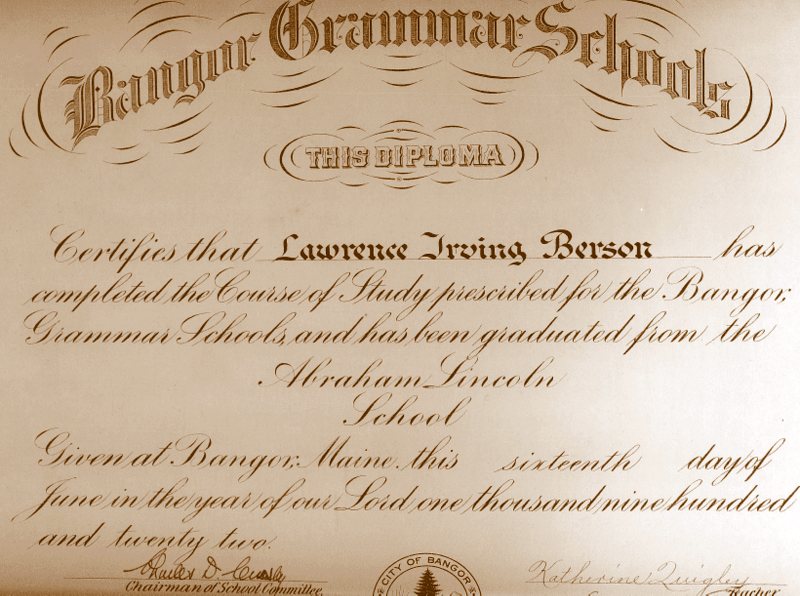 Bangor Grammar Schools
THIS DIPLOMA
Certifies that Lawrence Irving Berson has
completed the Course of Study prescribed for the Bangor
Grammar Schools, and has been graduated from the
Abraham Lincoln
School
Given at Bangor, Maine, this sixteenth day of
June in the year of our Lord one thousand nine hundred
and twenty two.
Charles D. Katherine Quigley
Chairman of School Committee. CITY OF BANGOR Teacher